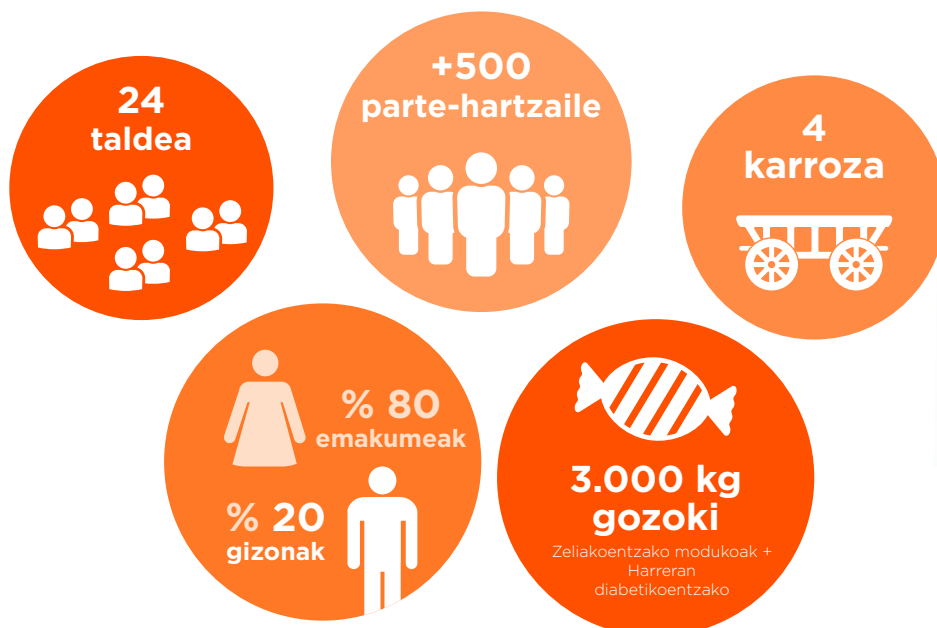 24
taldea
+500
parte-hartzaile
4
karroza
% 80
emakumeak
% 20
gizonak
3.000 kg
gozoki
Zeliakoentzako modukoak +
Harreran
diabetikoentzako